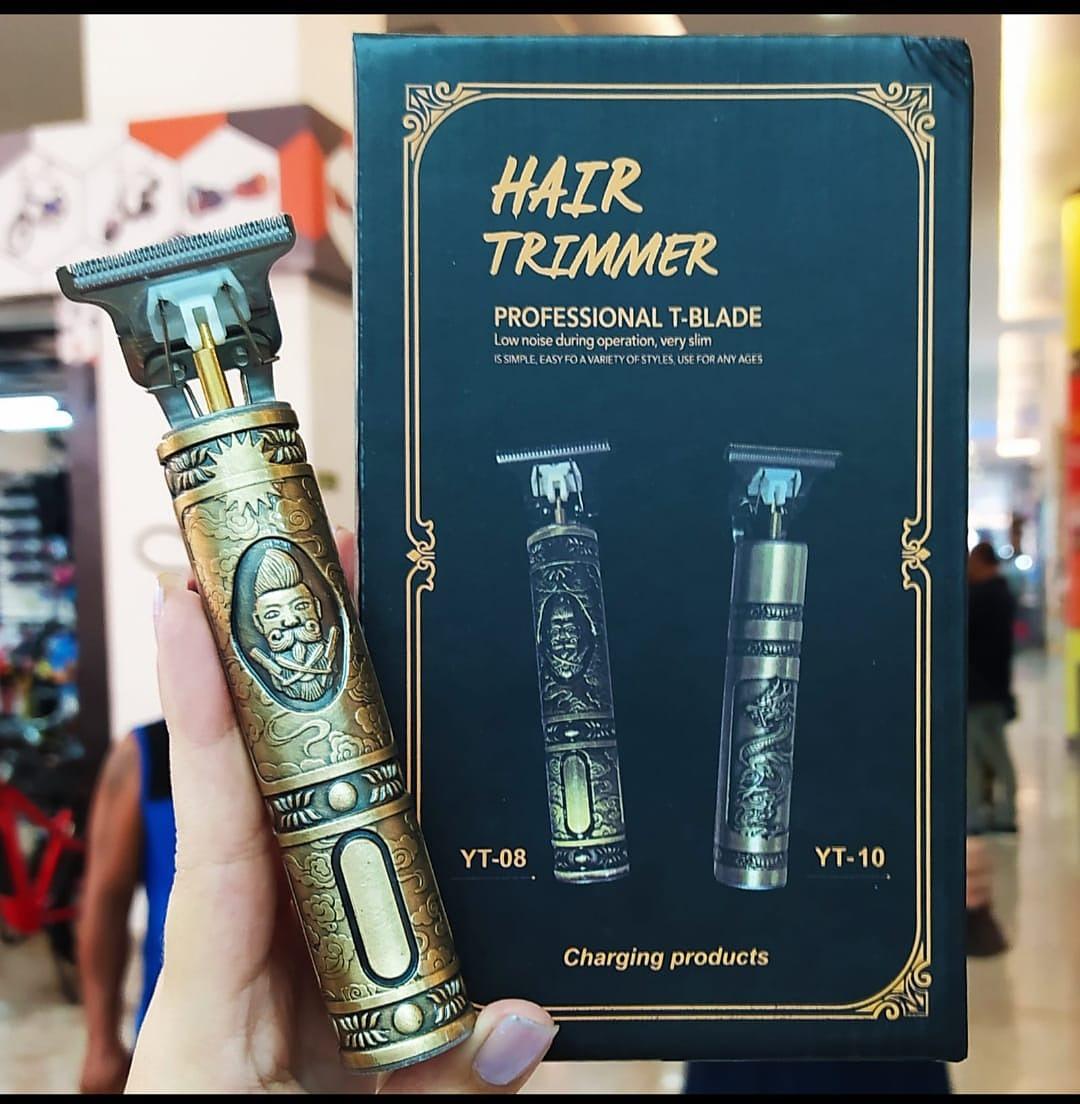 HAIR
TRIMMER
PROFESSIONAL T-BLADE
Low noise during operation, very slim
IS SIMPLE, EASY FO A VARIETY OF STYLES, USE FOR ANY AGES
YT-08
YT-10
Charging products